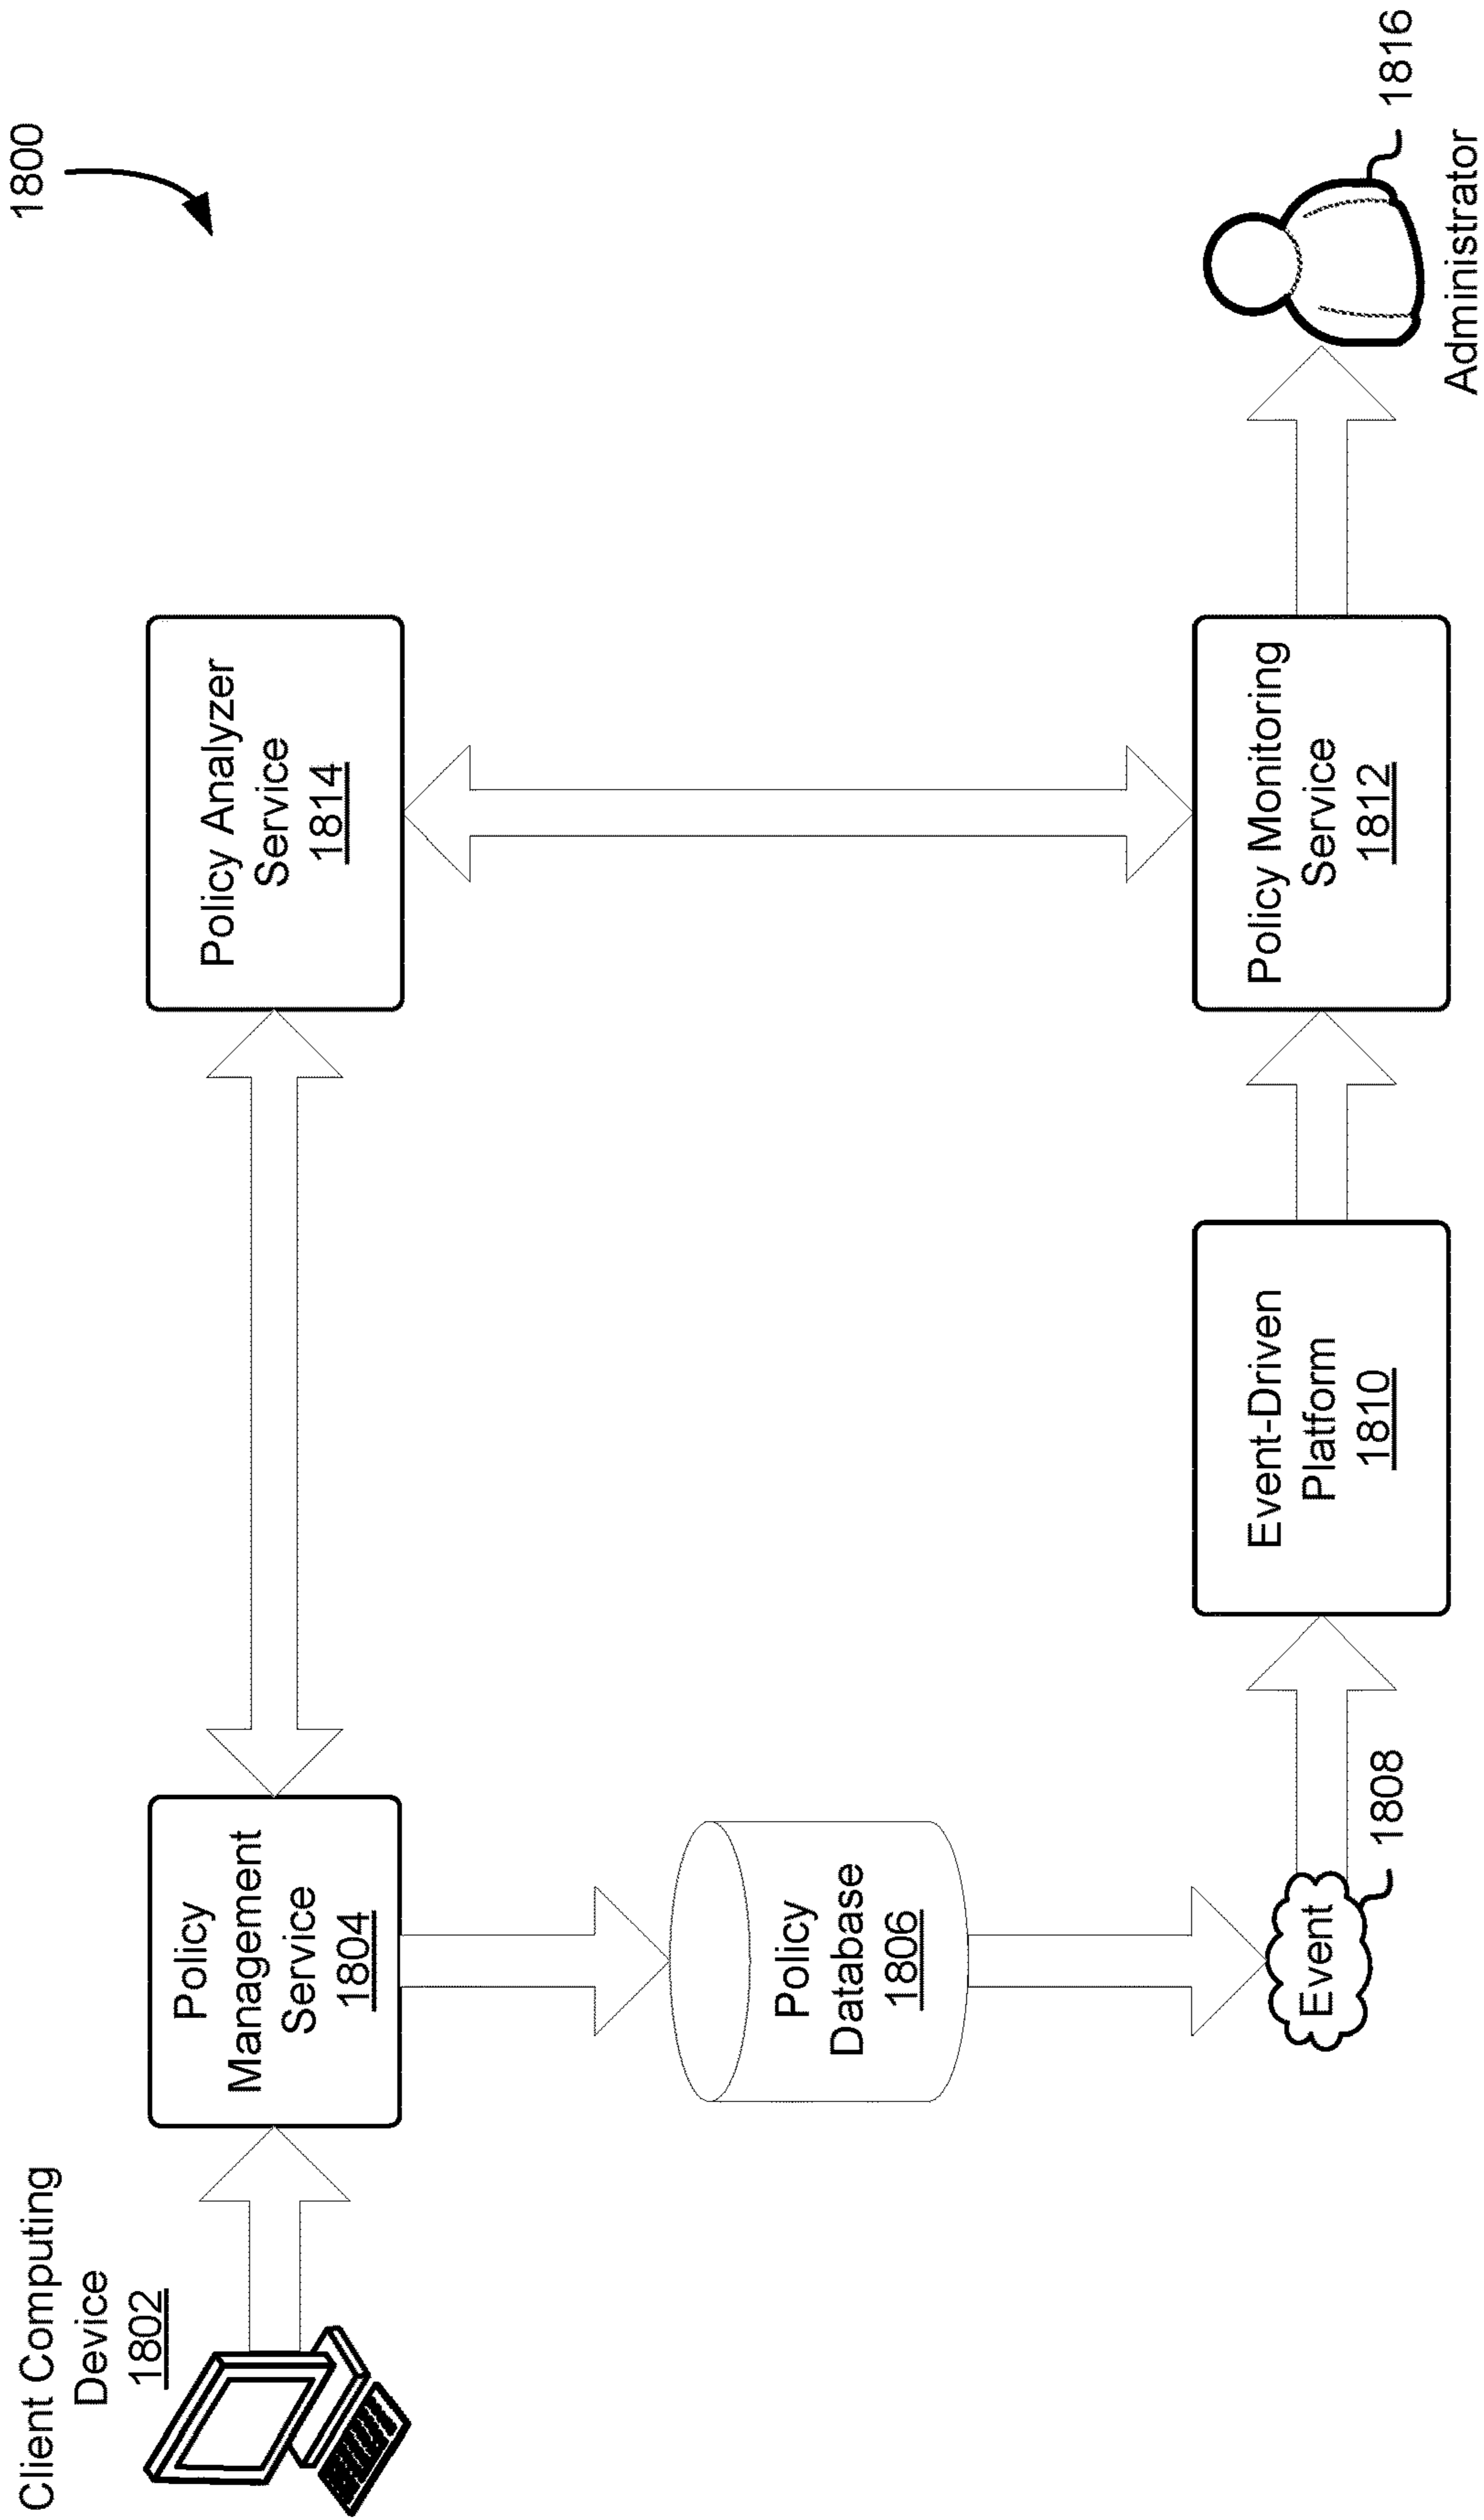 1800
Client Computing
Device
1802
Policy
Management
Service
1804
Policy Analyzer
Service
1814
Policy
Database
1806
Event
1808
Event-Driven
Platform
1810
Policy Monitoring
Service
1812
1816
Administrator